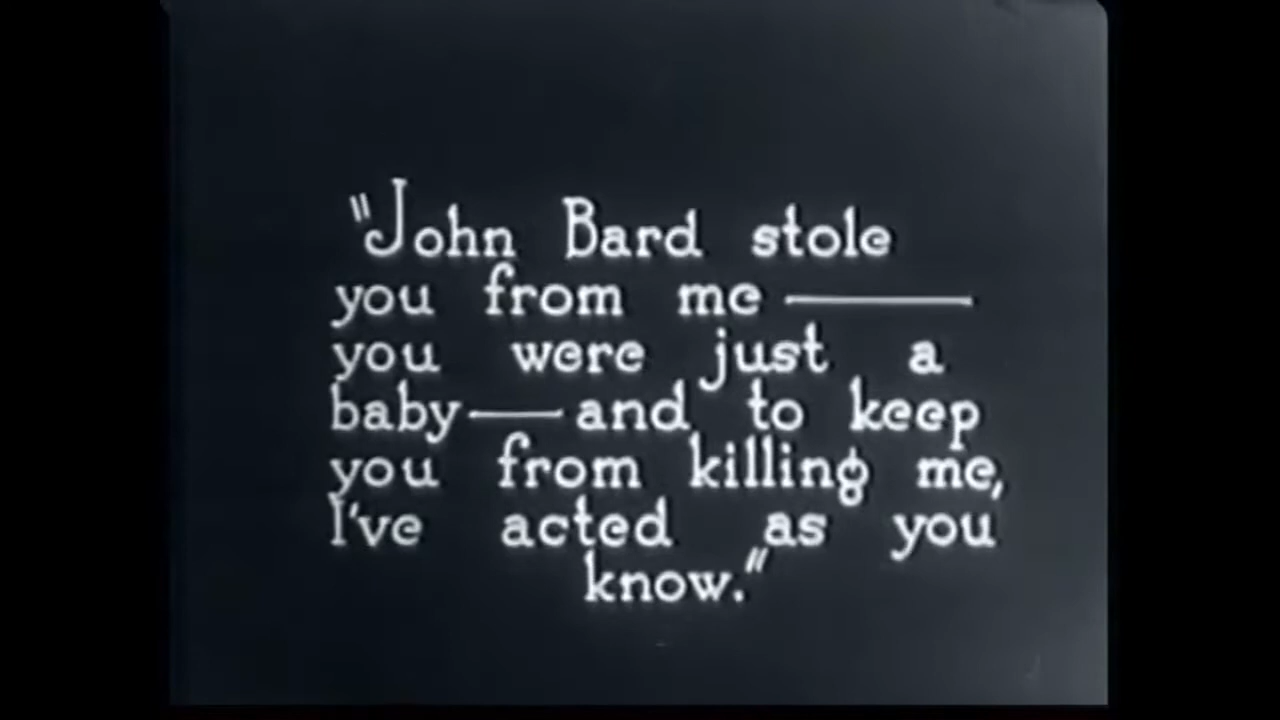 "John Bard stole
you from me——
you were just a
baby—and to keep
you from killing me,
I've acted as you
know."